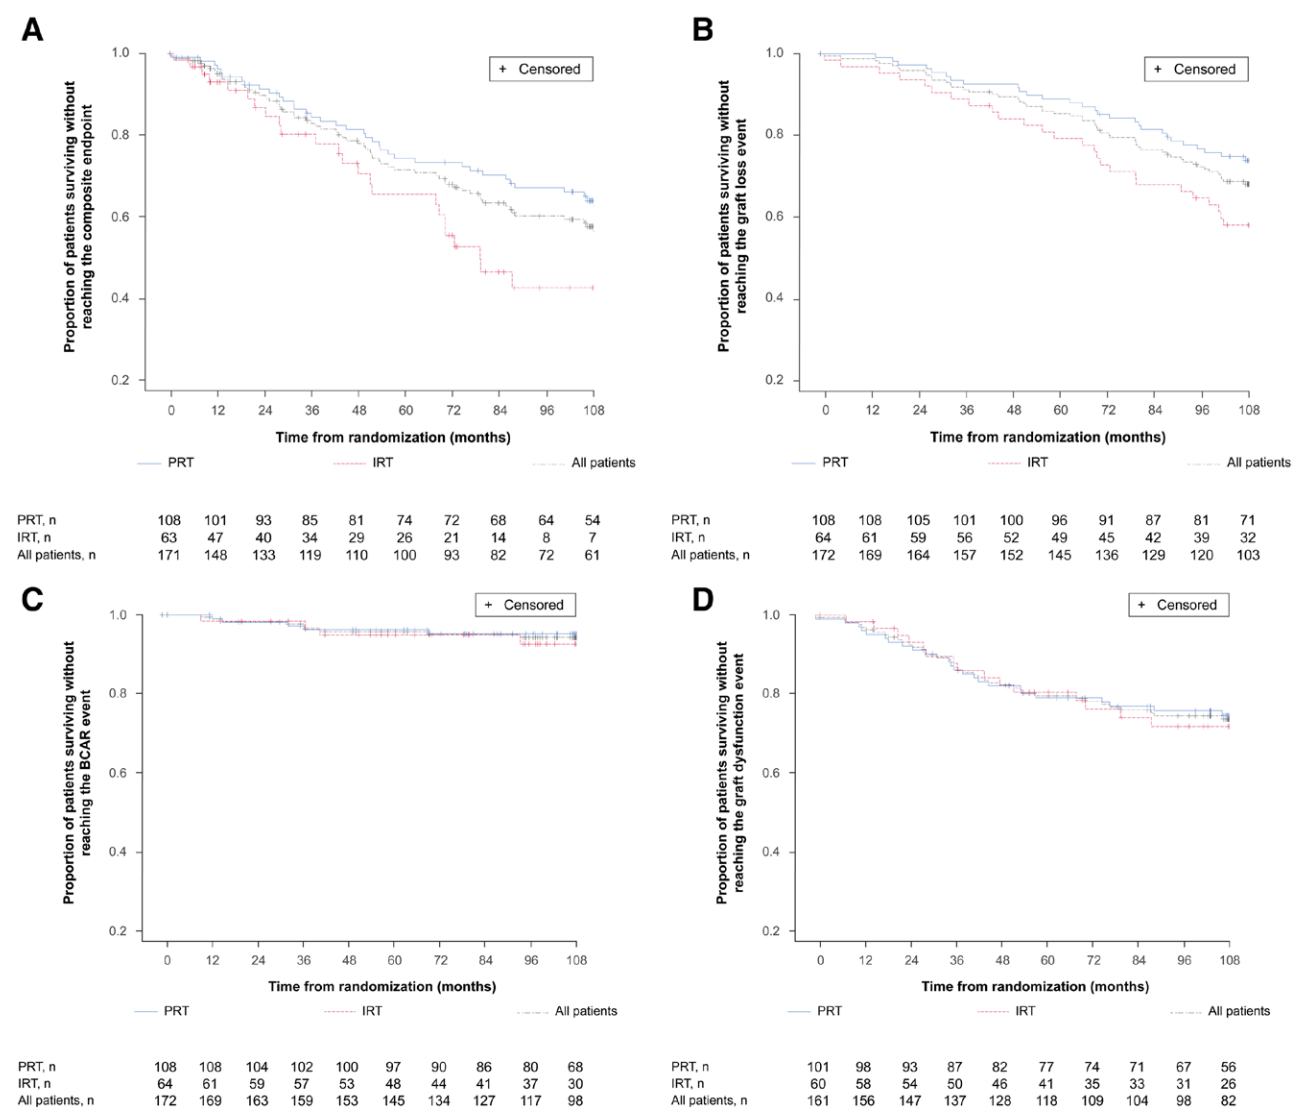 A
Proportion of patients surviving without
reaching the composite endpoint
1.0
0.8
0.6
0.4
0.2
+ Censored
0 12 24 36 48 60 72 84 96 108
Time from randomization (months)
PRT IRT All patients
PRT, n 108 101 93 85 81 74 72 68 64 54
IRT, n 63 47 40 34 29 26 21 14 8 7
All patients, n 171 148 133 119 110 100 93 82 72 61
B
Proportion of patients surviving without
reaching the graft loss event
1.0
0.8
0.6
0.4
0.2
+ Censored
0 12 24 36 48 60 72 84 96 108
Time from randomization (months)
PRT IRT All patients
PRT, n 108 108 105 101 100 96 91 87 81 71
IRT, n 64 61 59 56 52 49 45 42 39 32
All patients, n 172 169 164 157 152 145 136 129 120 103
C
Proportion of patients surviving without
reaching the BCAR event
1.0
0.8
0.6
0.4
0.2
+ Censored
0 12 24 36 48 60 72 84 96 108
Time from randomization (months)
PRT IRT All patients
PRT, n 108 108 104 102 100 97 90 86 80 68
IRT, n 64 61 59 57 53 48 44 41 37 30
All patients, n 172 169 163 159 153 145 134 127 117 98
D
Proportion of patients surviving without
reaching the graft dysfunction event
1.0
0.8
0.6
0.4
0.2
+ Censored
0 12 24 36 48 60 72 84 96 108
Time from randomization (months)
PRT IRT All patients
PRT, n 101 98 93 87 82 77 74 71 67 56
IRT, n 60 58 54 50 46 41 35 33 31 26
All patients, n 161 156 147 137 128 118 109 104 98 82